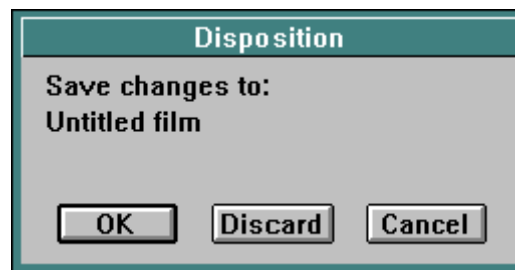 Disposition
Save changes to:
Untitled film
OK Discard Cancel